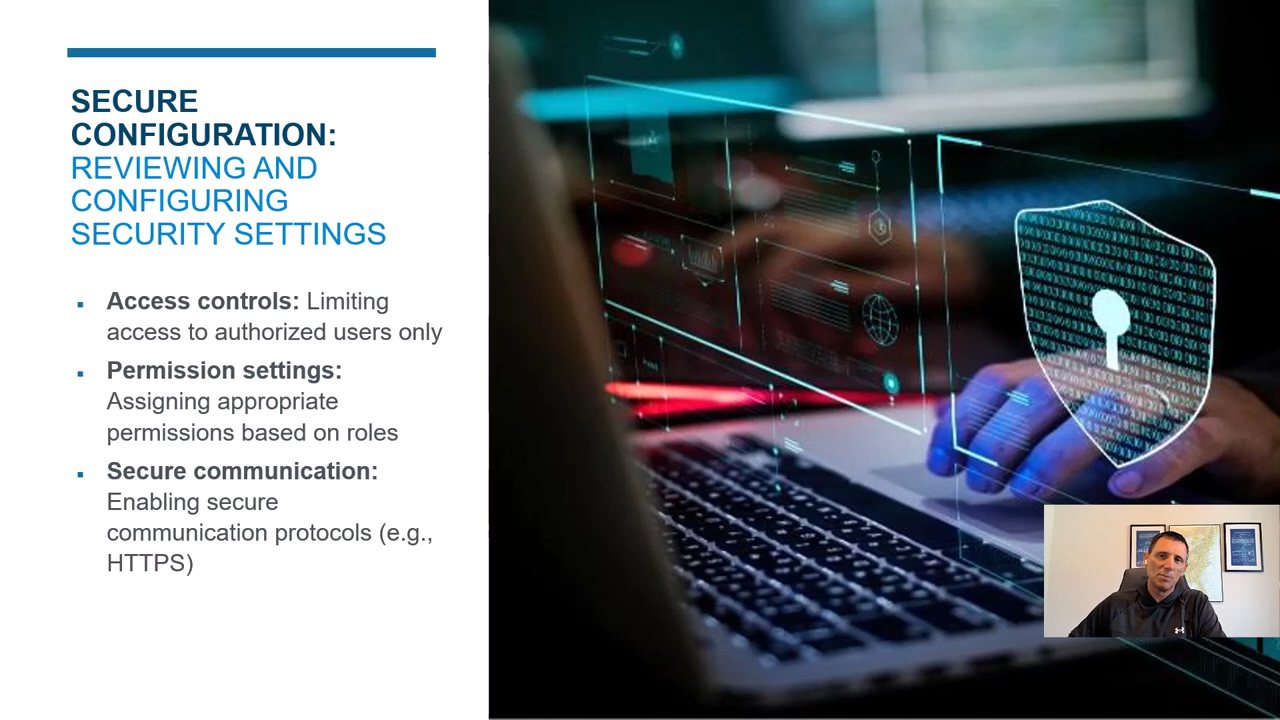 SECURE
CONFIGURATION:
REVIEWING AND
CONFIGURING
SECURITY SETTINGS
Access controls: Limiting
access to authorized users only
Permission settings:
Assigning appropriate
permissions based on roles
Secure communication:
Enabling secure
communication protocols (e.g.,
HTTPS)